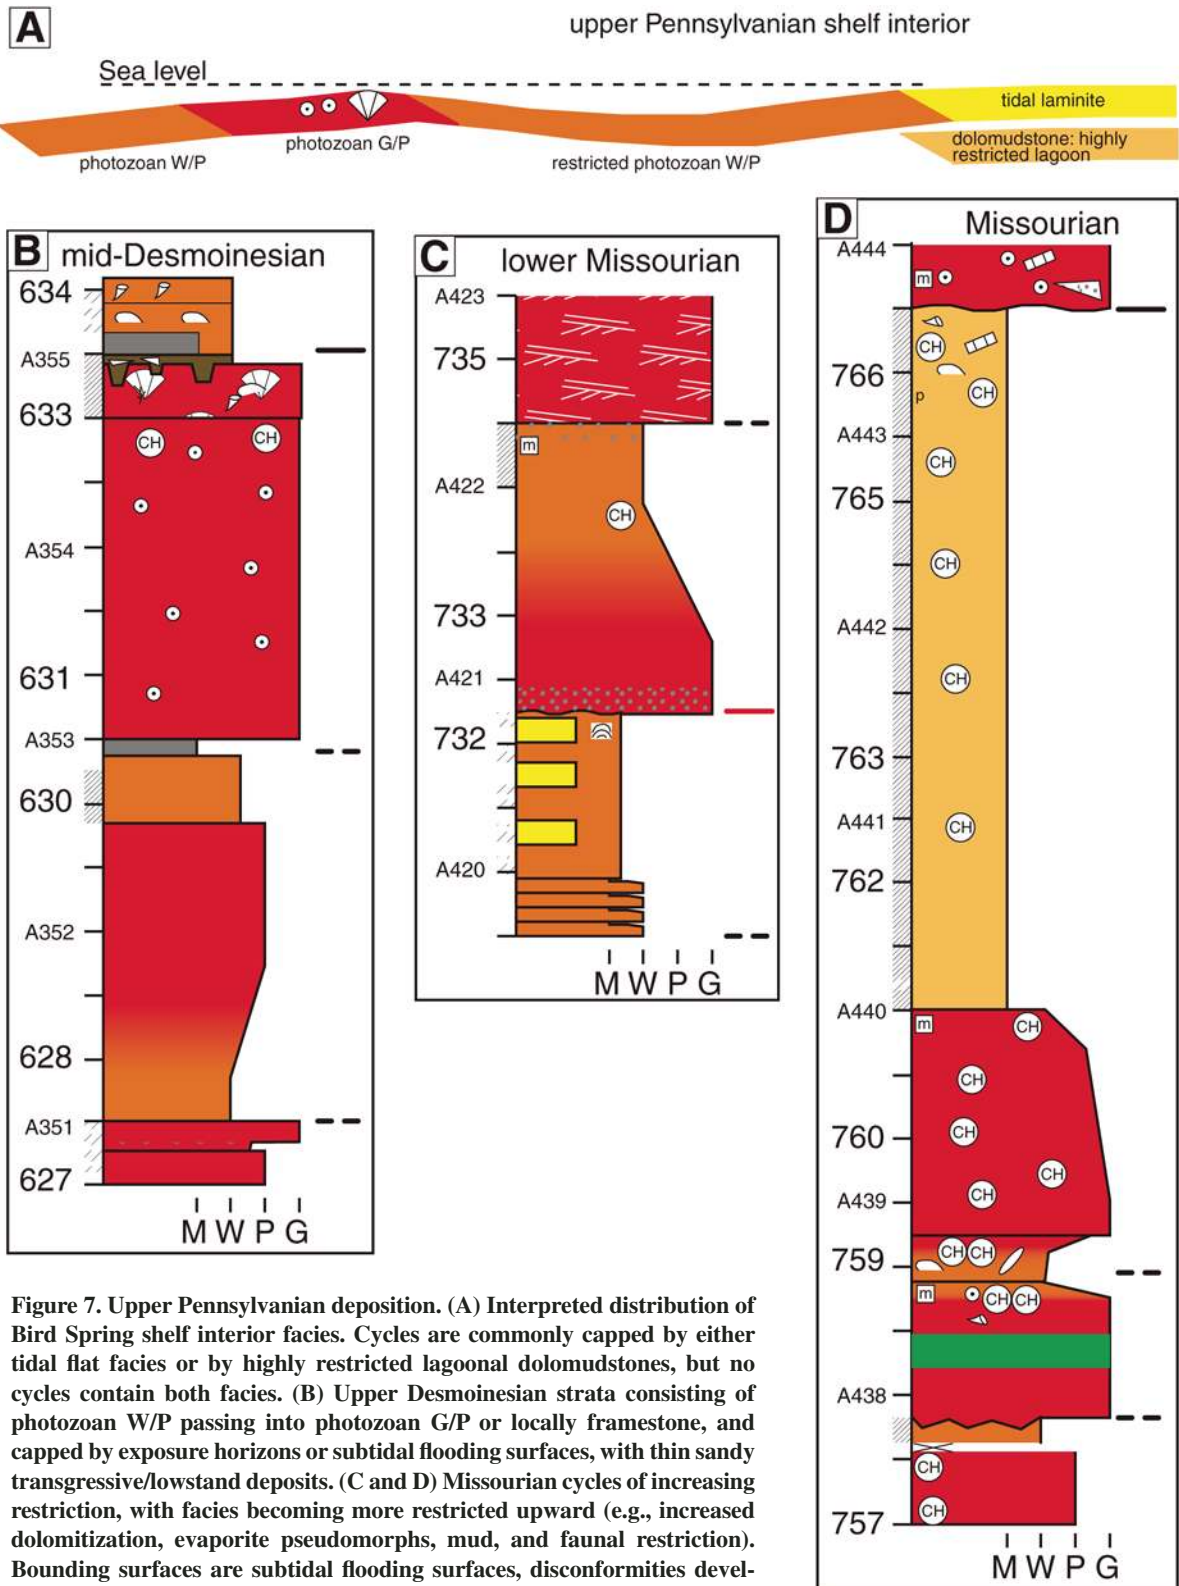 A
upper Pennsylvanian shelf interior
Sea level
tidal laminite
photozoan G/P
dolomudstone: highly
restricted lagoon
photozoan W/P
restricted photozoan W/P
B mid-Desmoinesian
634
A355
633
CH
CH
A354
631
A353
630
A352
628
A351
627
M W P G
C lower Missourian
A423
735
m
A422
CH
733
A421
732
A420
M W P G
D Missourian
A444
m
CH
766
p
CH
A443
CH
765
CH
A442
CH
763
A441
CH
762
A440
m
CH
CH
760
CH
CH
A439
CH
CH CH
759
m
CH CH
A438
CH
757
CH
M W P G
Figure 7. Upper Pennsylvanian deposition. (A) Interpreted distribution of
Bird Spring shelf interior facies. Cycles are commonly capped by either
tidal flat facies or by highly restricted lagoonal dolomudstones, but no
cycles contain both facies. (B) Upper Desmoinesian strata consisting of
photozoan W/P passing into photozoan G/P or locally framestone, and
capped by exposure horizons or subtidal flooding surfaces, with thin sandy
transgressive/lowstand deposits. (C and D) Missourian cycles of increasing
restriction, with facies becoming more restricted upward (e.g., increased
dolomitization, evaporite pseudomorphs, mud, and faunal restriction).
Bounding surfaces are subtidal flooding surfaces, disconformities devel-